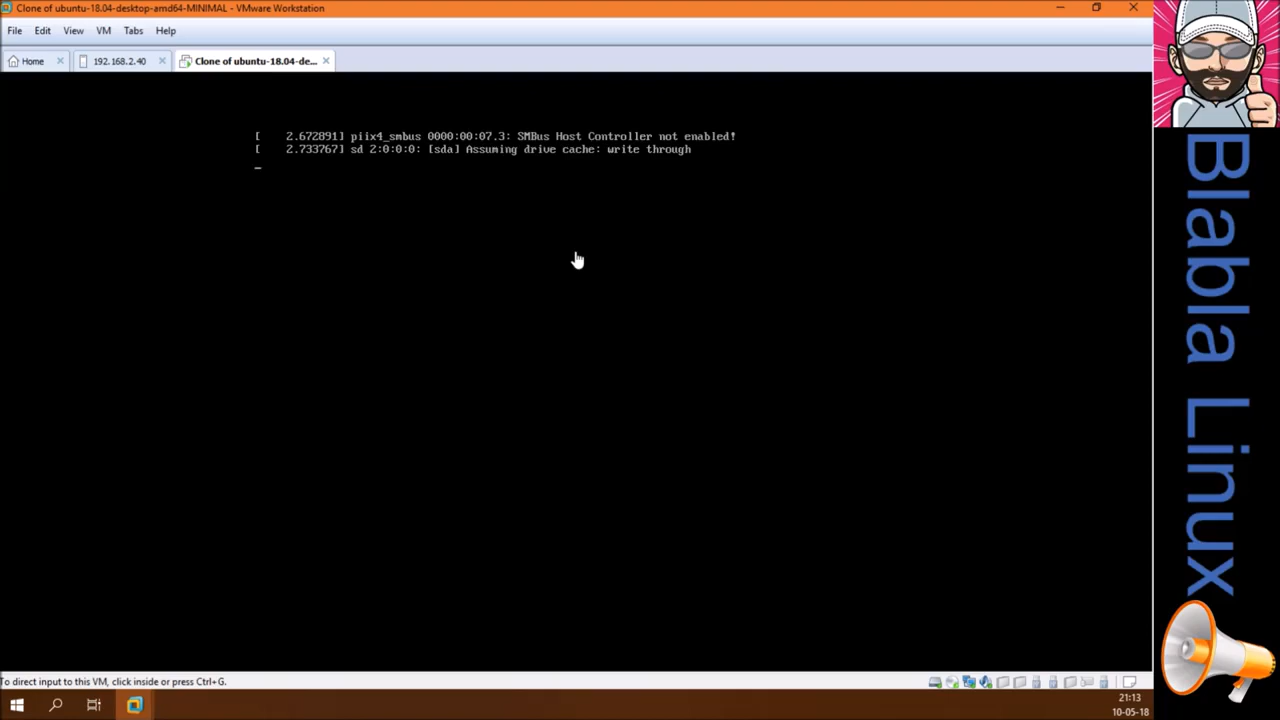 Clone of ubuntu-18.04-desktop-amd64-MINIMAL - VMware Workstation
File Edit View VM Tabs Help
Home 192.168.2.40 Clone of ubuntu-18.04-de...
[ 2.672891] piix4_smbus 0000:00:07.3: SMBus Host Controller not enabled!
[ 2.733767] sd 2:0:0:0: [sda] Assuming drive cache: write through
_
To direct input to this VM, click inside or press Ctrl+G.
21:13
10-05-18
Blabla Linux